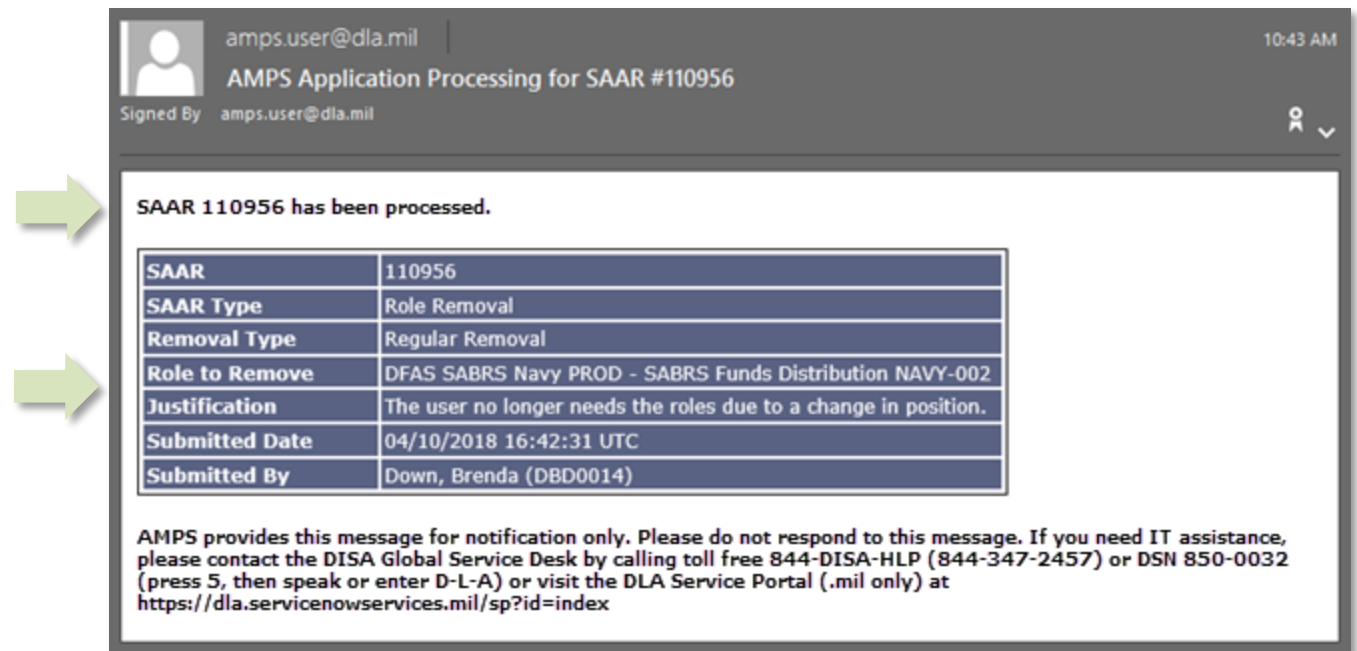 amps.user@dla.mil
10:43 AM
AMPS Application Processing for SAAR #110956
Signed By amps.user@dla.mil
SAAR 110956 has been processed.
SAAR 110956
SAAR Type Role Removal
Removal Type Regular Removal
Role to Remove DFAS SABRS Navy PROD - SABRS Funds Distribution NAVY-002
Justification The user no longer needs the roles due to a change in position.
Submitted Date 04/10/2018 16:42:31 UTC
Submitted By Down, Brenda (DBD0014)
AMPS provides this message for notification only. Please do not respond to this message. If you need IT assistance,
please contact the DISA Global Service Desk by calling toll free 844-DISA-HLP (844-347-2457) or DSN 850-0032
(press 5, then speak or enter D-L-A) or visit the DLA Service Portal (.mil only) at
https://dla.servicenowservices.mil/sp?id=index